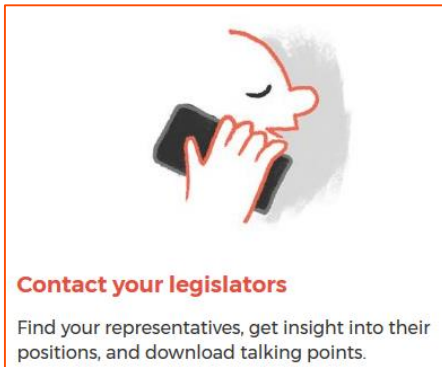 Contact your legislators
Find your representatives, get insight into their
positions, and download talking points.